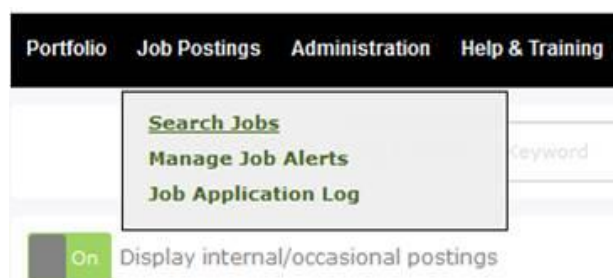 Portfolio Job Postings Administration Help & Training
Search Jobs
Manage Job Alerts
Job Application Log
Keyword
On Display internal/occasional postings